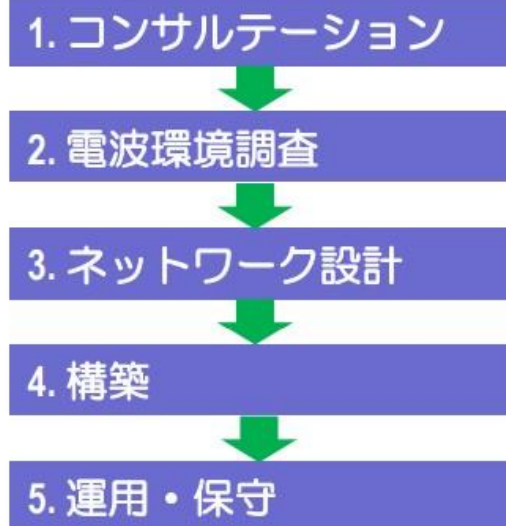 1. コンサルテーション
2. 電波環境調査
3. ネットワーク設計
4. 構築
5. 運用・保守